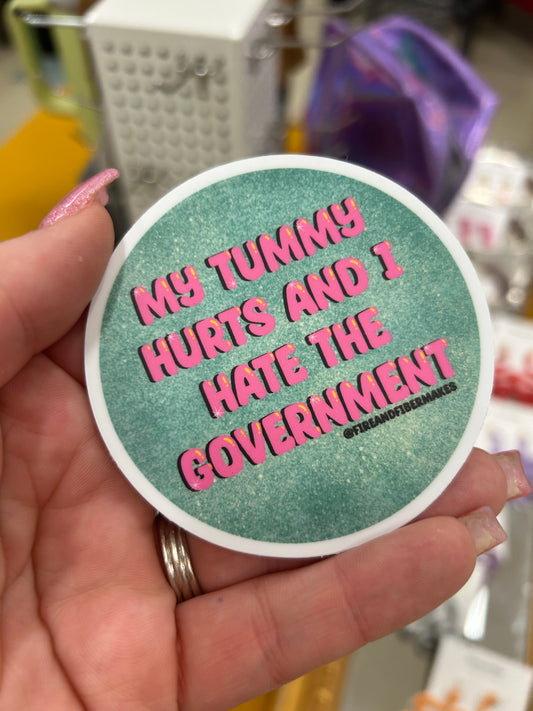 MY TUMMY
HURTS AND I
HATE THE
GOVERNMENT
@FIREANDFIBERMAKES